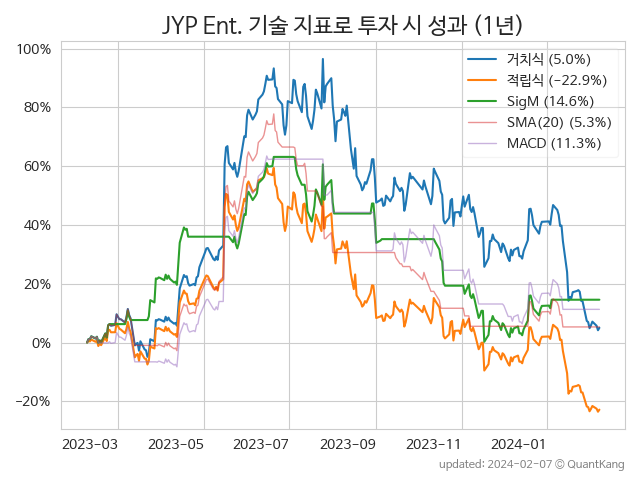 JYP Ent. 기술 지표로 투자 시 성과 (1년)
100%
80%
60%
40%
20%
0%
−20%
거치식 (5.0%)
적립식 (−22.9%)
SigM (14.6%)
SMA(20) (5.3%)
MACD (11.3%)
2023-03 2023-05 2023-07 2023-09 2023-11 2024-01
updated: 2024-02-07 © QuantKang